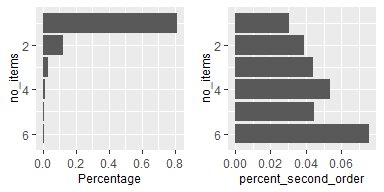 no_items
2
4
6
0.0 0.2 0.4 0.6 0.8
Percentage
no_items
2
4
6
0.00 0.02 0.04 0.06
percent_second_order